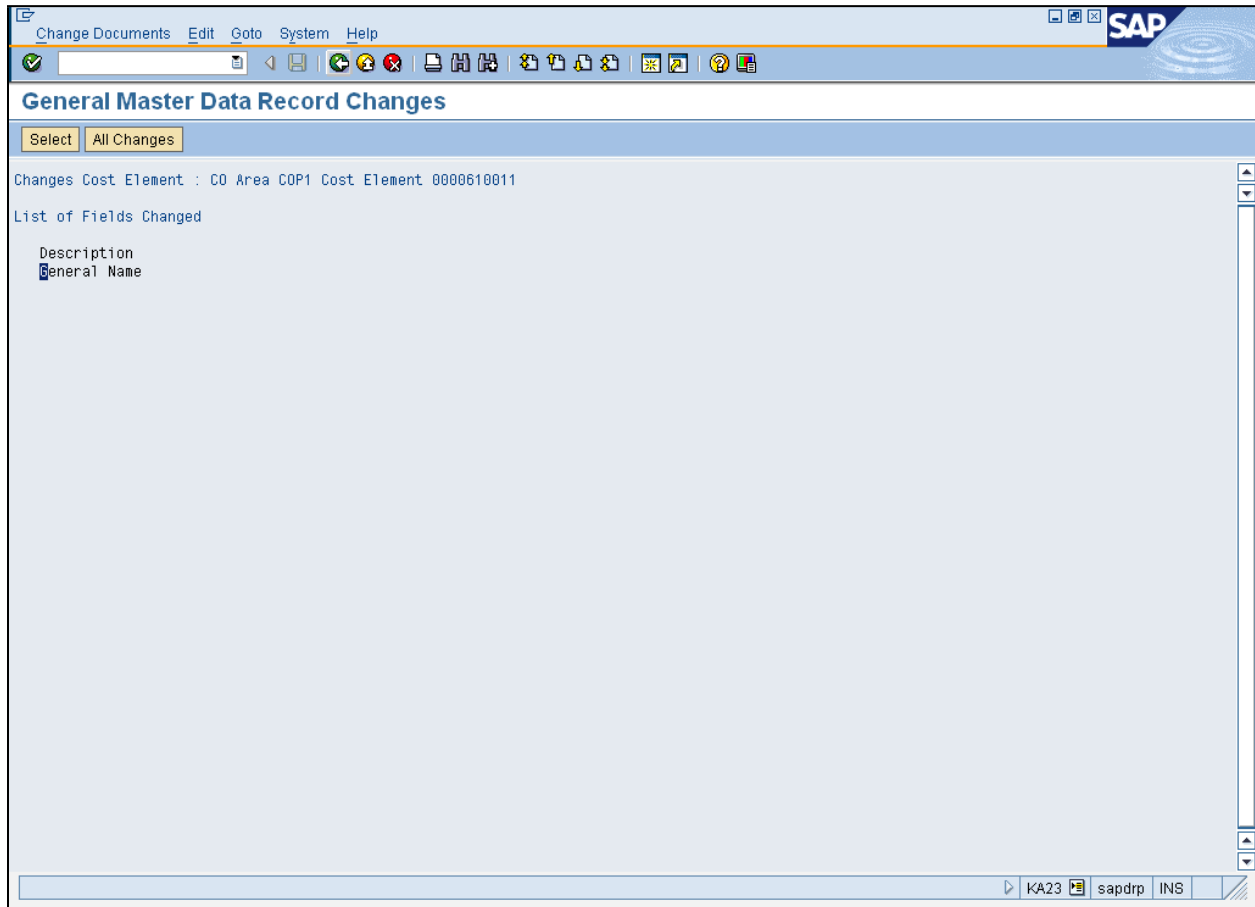 SAP
Change Documents Edit Goto System Help
General Master Data Record Changes
Select All Changes
Changes Cost Element : CO Area COP1 Cost Element 0000610011
List of Fields Changed
Description
General Name
KA23 sapdrp INS